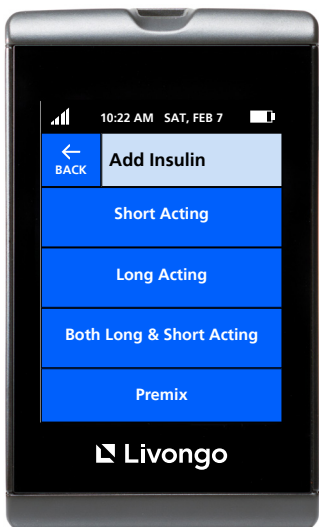 10:22 AM SAT, FEB 7
BACK
Add Insulin
Short Acting
Long Acting
Both Long & Short Acting
Premix
Livongo